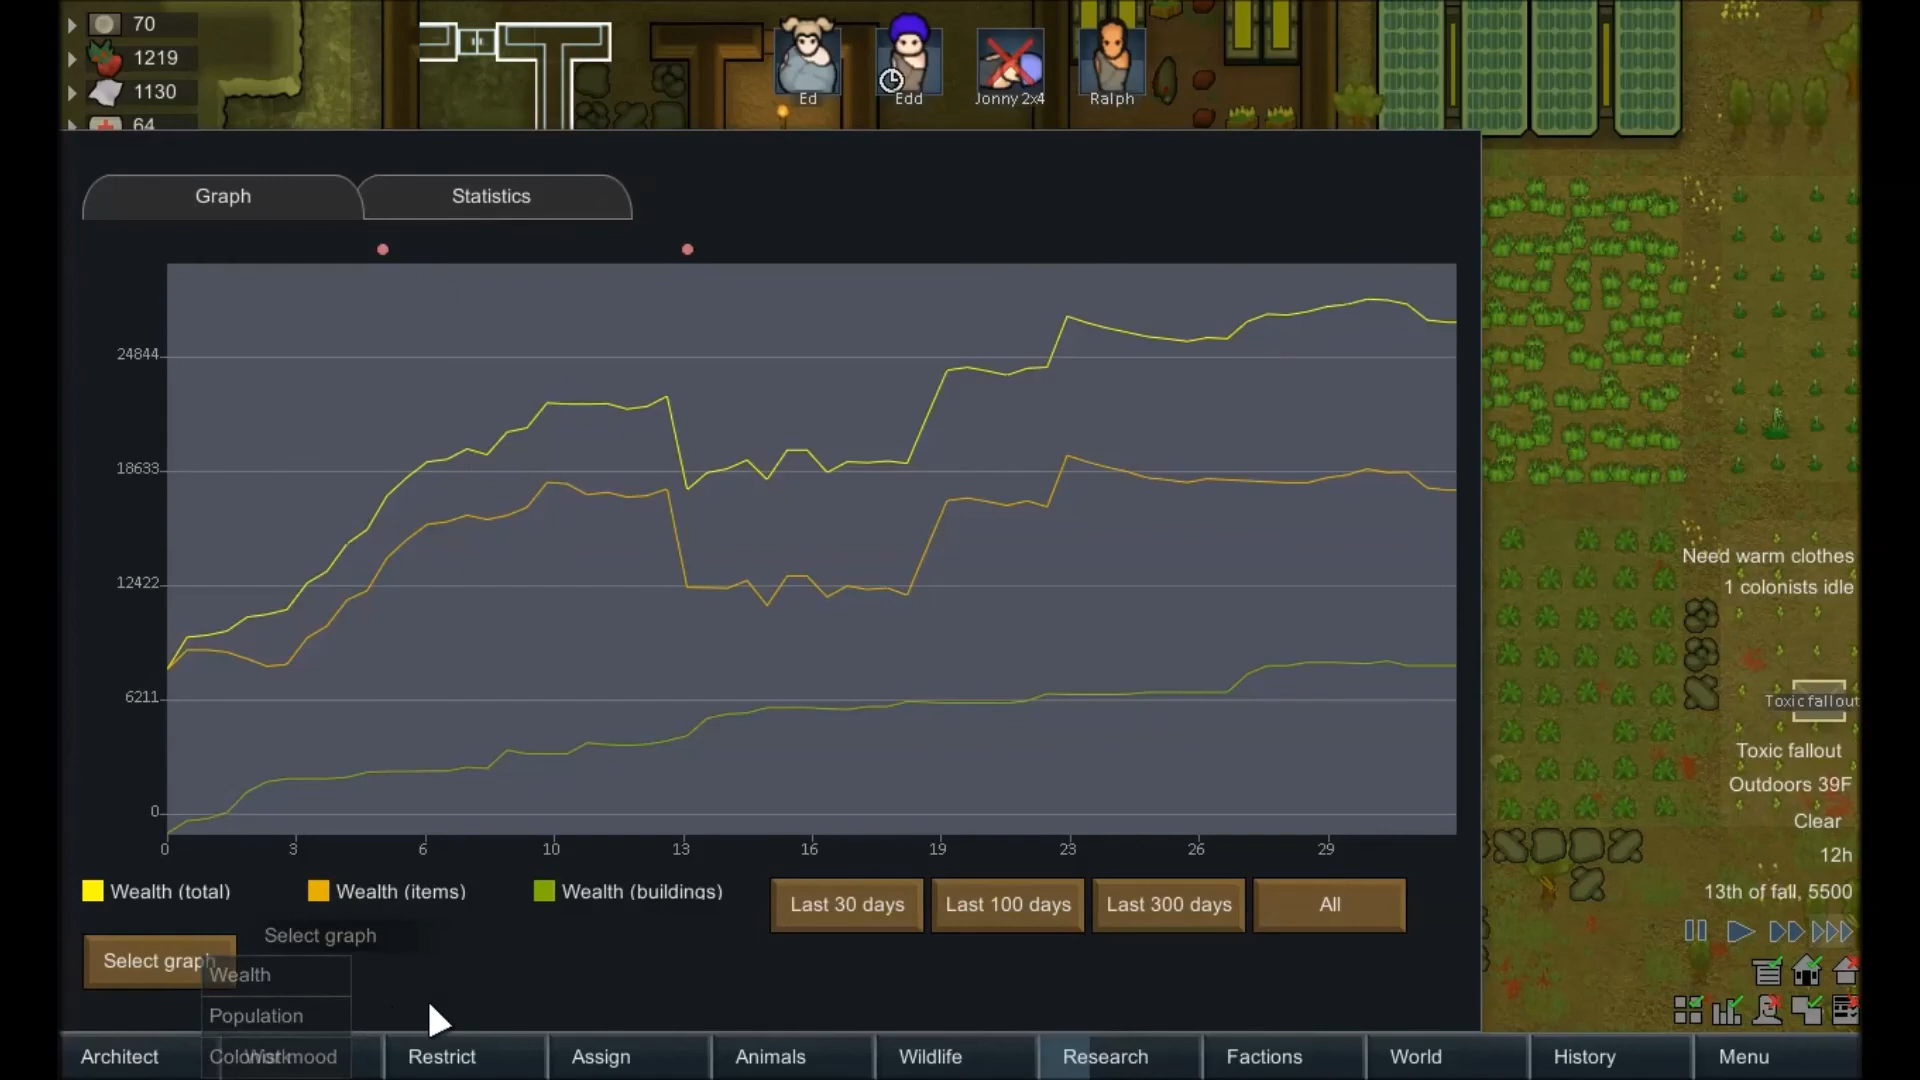 70
1219
1130
64
Ed
Edd
Jonny 2x4
Ralph
Graph
Statistics
24844
18633
12422
6211
0
0
3
6
10
13
16
19
23
26
29
Wealth (total)
Wealth (items)
Wealth (buildings)
Last 30 days
Last 100 days
Last 300 days
All
Select graph
Select graph
Wealth
Population
Colonist mood
Need warm clothes
1 colonists idle
Toxic fallout
Toxic fallout
Outdoors 39F
Clear
12h
13th of fall, 5500
Architect
Work
Restrict
Assign
Animals
Wildlife
Research
Factions
World
History
Menu